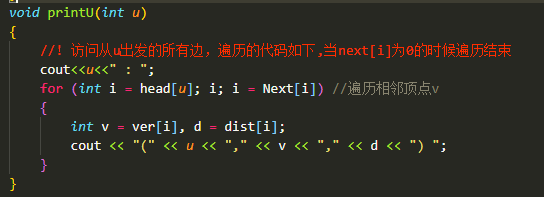 void printU(int u)
{
    //! 访问从u出发的所有边，遍历的代码如下,当next[i]为0的时候遍历结束
    cout<<u<<" : ";
    for (int i = head[u]; i; i = Next[i]) //遍历相邻顶点v
    {
        int v = ver[i], d = dist[i];
        cout << "(" << u << "," << v << "," << d << ") ";
    }
}